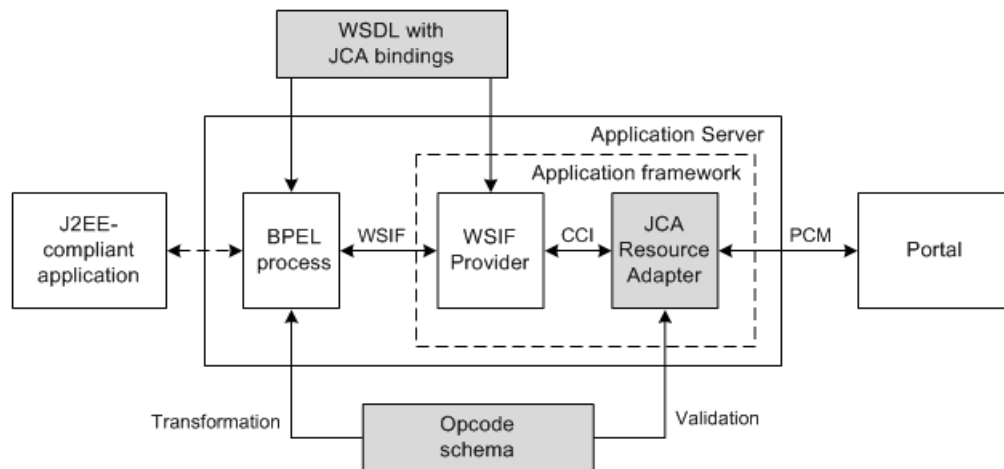 WSDL with
JCA bindings
Application Server
Application framework
J2EE-
compliant
application
BPEL
process
WSIF
WSIF
Provider
CCI
JCA
Resource
Adapter
PCM
Portal
Transformation
Opcode
schema
Validation